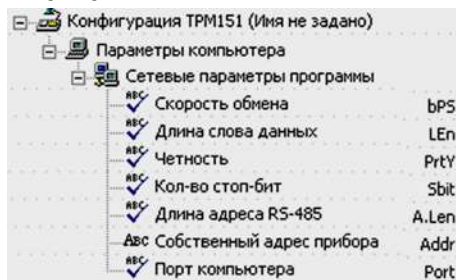 Конфигурация ТРМ151 (Имя не задано)
Параметры компьютера
Сетевые параметры программы
Скорость обмена bPS
Длина слова данных LEn
Четность PrtY
Кол-во стоп-бит Sbit
Длина адреса RS-485 A.Len
Собственный адрес прибора Addr
Порт компьютера Port